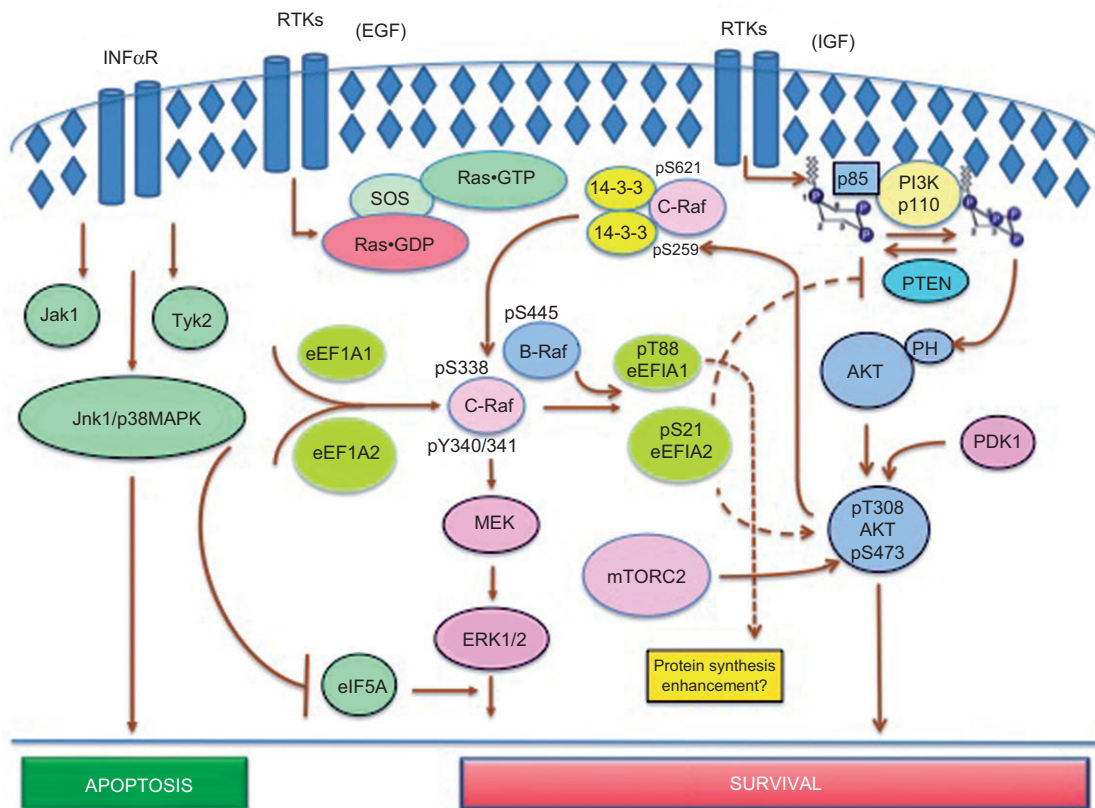 RTKs
(EGF)
RTKs
(IGF)
INFαR
pS621
14-3-3
C-Raf
14-3-3
pS259
Ras•GTP
SOS
Ras•GDP
p85
PI3K
p110
P
P
P
P
P
PTEN
Jak1
Tyk2
pS445
B-Raf
eEF1A1
pT88
eEFIA1
PH
AKT
pS338
C-Raf
pY340/341
Jnk1/p38MAPK
eEF1A2
pS21
eEFIA2
PDK1
MEK
pT308
AKT
pS473
mTORC2
ERK1/2
eIF5A
Protein synthesis
enhancement?
APOPTOSIS
SURVIVAL